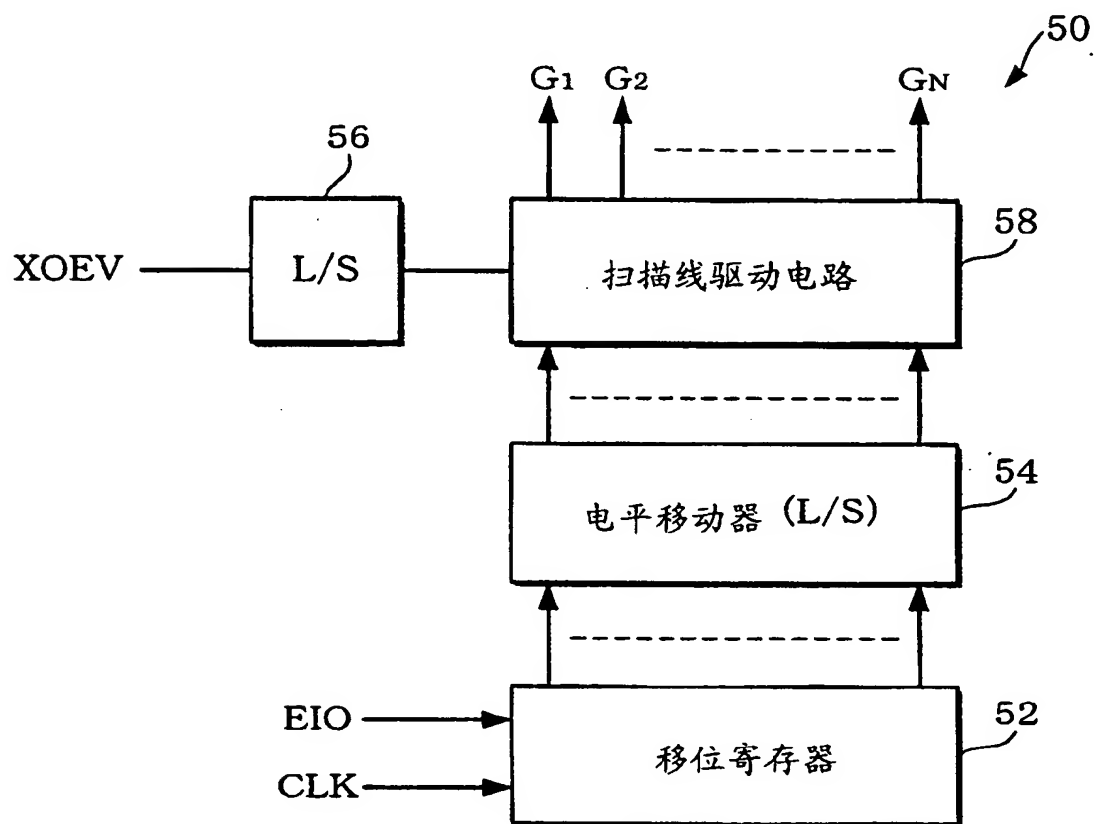 50
G1 G2 GN
56
58
XOEV L/S 扫描线驱动电路
54
电平移动器 (L/S)
52
EIO
移位寄存器
CLK